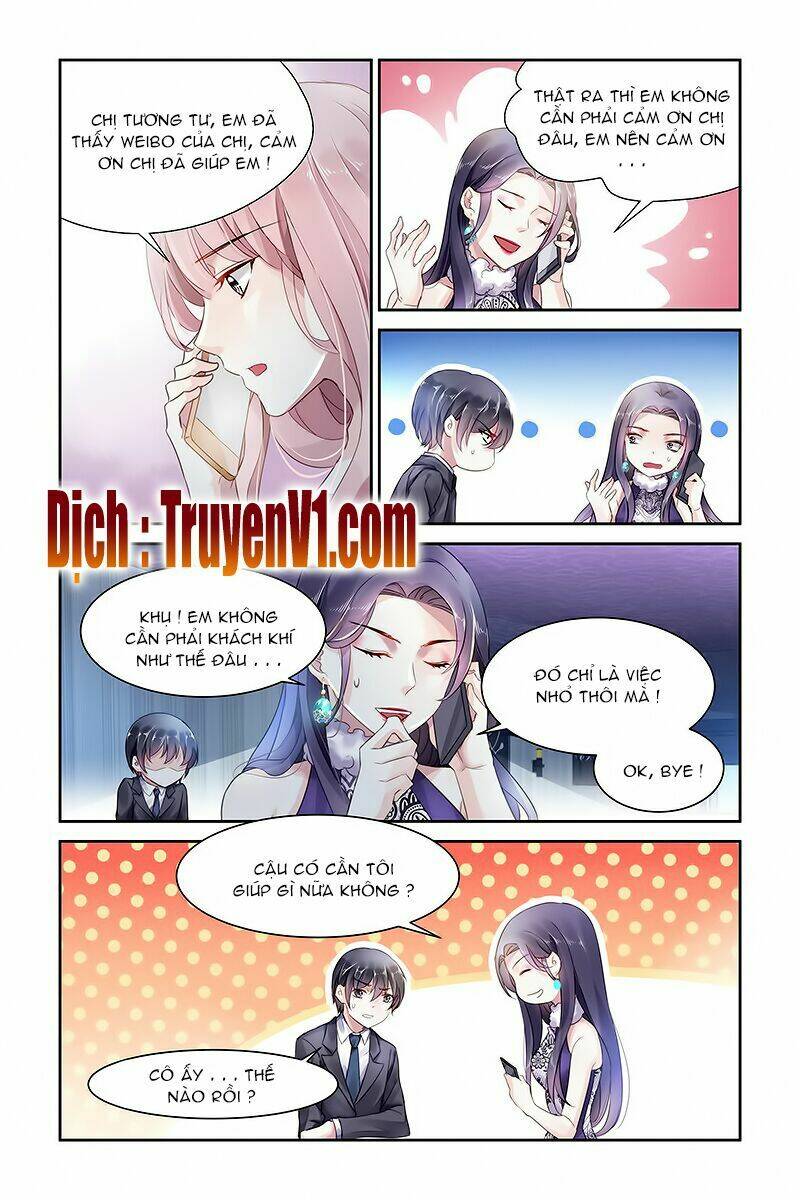 CHỊ TƯƠNG TƯ, EM ĐÃ
THẤY WEIBO CỦA CHỊ, CẢM
ƠN CHỊ ĐÃ GIÚP EM !
THẬT RA THÌ EM KHÔNG
CẦN PHẢI CẢM ƠN CHỊ
ĐÂU, EM NÊN CẢM ƠN
. . .
Dịch : TruyenV1.com
KHỤ ! EM KHÔNG
CẦN PHẢI KHÁCH KHÍ
NHƯ THẾ ĐÂU . . .
ĐÓ CHỈ LÀ VIỆC
NHỎ THÔI MÀ !
OK, BYE !
CẬU CÓ CẦN TÔI
GIÚP GÌ NỮA KHÔNG ?
CÔ ẤY . . . THẾ
NÀO RỒI ?